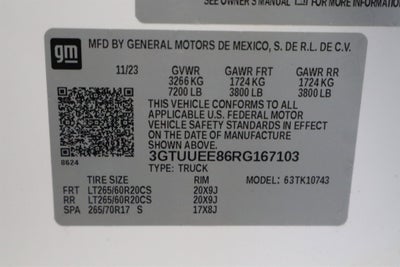 SEE OWNER'S MANUAL FOR MORE INFORMATION
gm MFD BY GENERAL MOTORS DE MEXICO, S. DE R.L. DE C.V.
11/23 GVWR GAWR FRT GAWR RR
3266 KG 1724 KG 1724 KG
7200 LB 3800 LB 3800 LB
THIS VEHICLE CONFORMS TO ALL
APPLICABLE U.S. FEDERAL MOTOR
VEHICLE SAFETY STANDARDS IN
EFFECT ON THE DATE OF MANUFACTURE
SHOWN ABOVE.
8624
3GTUUEE86RG167103
TYPE: TRUCK
MODEL: 63TK10743
TIRE SIZE RIM
FRT LT265/60R20CS 20X9J
RR LT265/60R20CS 20X9J
SPA 265/70R17 S 17X8J